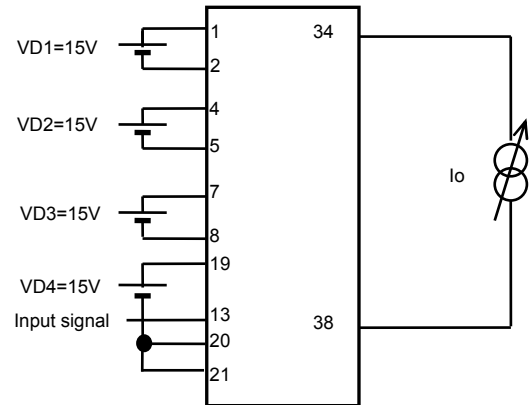 1 34
VD1=15V
2
4
VD2=15V
5
7
Io
VD3=15V
8
19
VD4=15V
Input signal
13 38
20
21